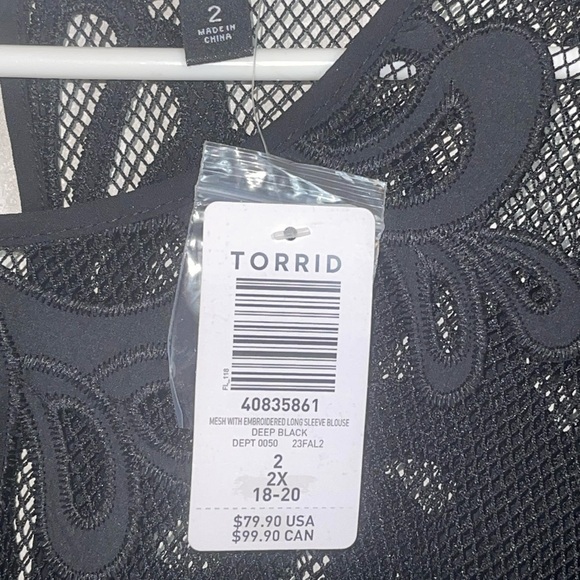 2
MADE IN
CHINA
TORRID
FL_118
40835861
MESH WITH EMBROIDERED LONG SLEEVE BLOUSE
DEEP BLACK
DEPT 0050 23FAL2
2
2X
18-20
$79.90 USA
$99.90 CAN